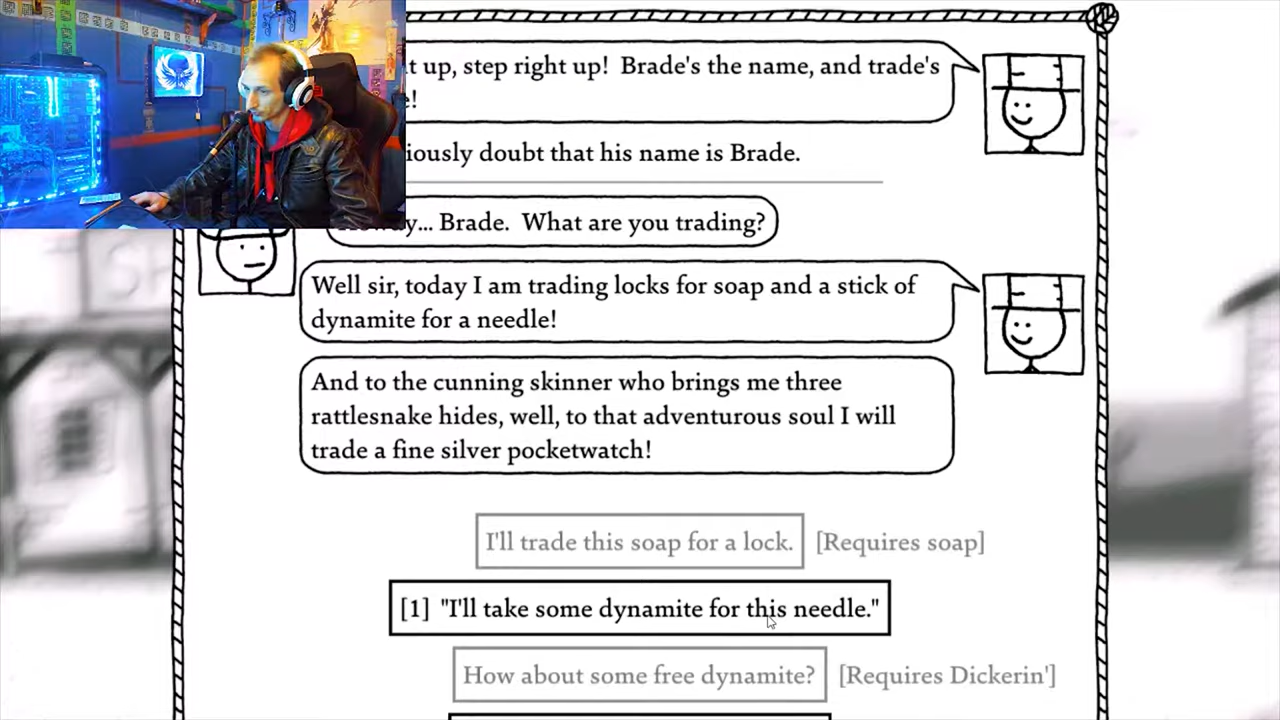 t up, step right up!  Brade's the name, and trade's
e!
iously doubt that his name is Brade.
y... Brade.  What are you trading?
Well sir, today I am trading locks for soap and a stick of
dynamite for a needle!
And to the cunning skinner who brings me three
rattlesnake hides, well, to that adventurous soul I will
trade a fine silver pocketwatch!
I'll trade this soap for a lock. [Requires soap]
[1] "I'll take some dynamite for this needle."
How about some free dynamite? [Requires Dickerin']